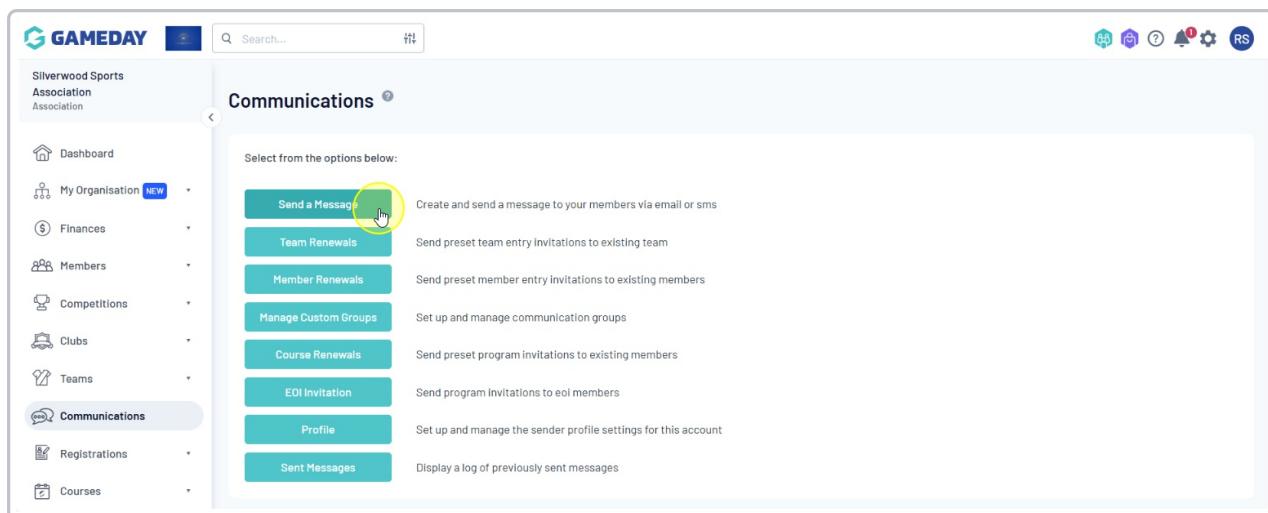 GAMEDAY
Search...
1
RS
Silverwood Sports
Association
Association
Communications
Dashboard
My Organisation NEW
Finances
Members
Competitions
Clubs
Teams
Communications
Registrations
Courses
Select from the options below:
Send a Message Create and send a message to your members via email or sms
Team Renewals Send preset team entry invitations to existing team
Member Renewals Send preset member entry invitations to existing members
Manage Custom Groups Set up and manage communication groups
Course Renewals Send preset program invitations to existing members
EOI Invitation Send program invitations to eoi members
Profile Set up and manage the sender profile settings for this account
Sent Messages Display a log of previously sent messages